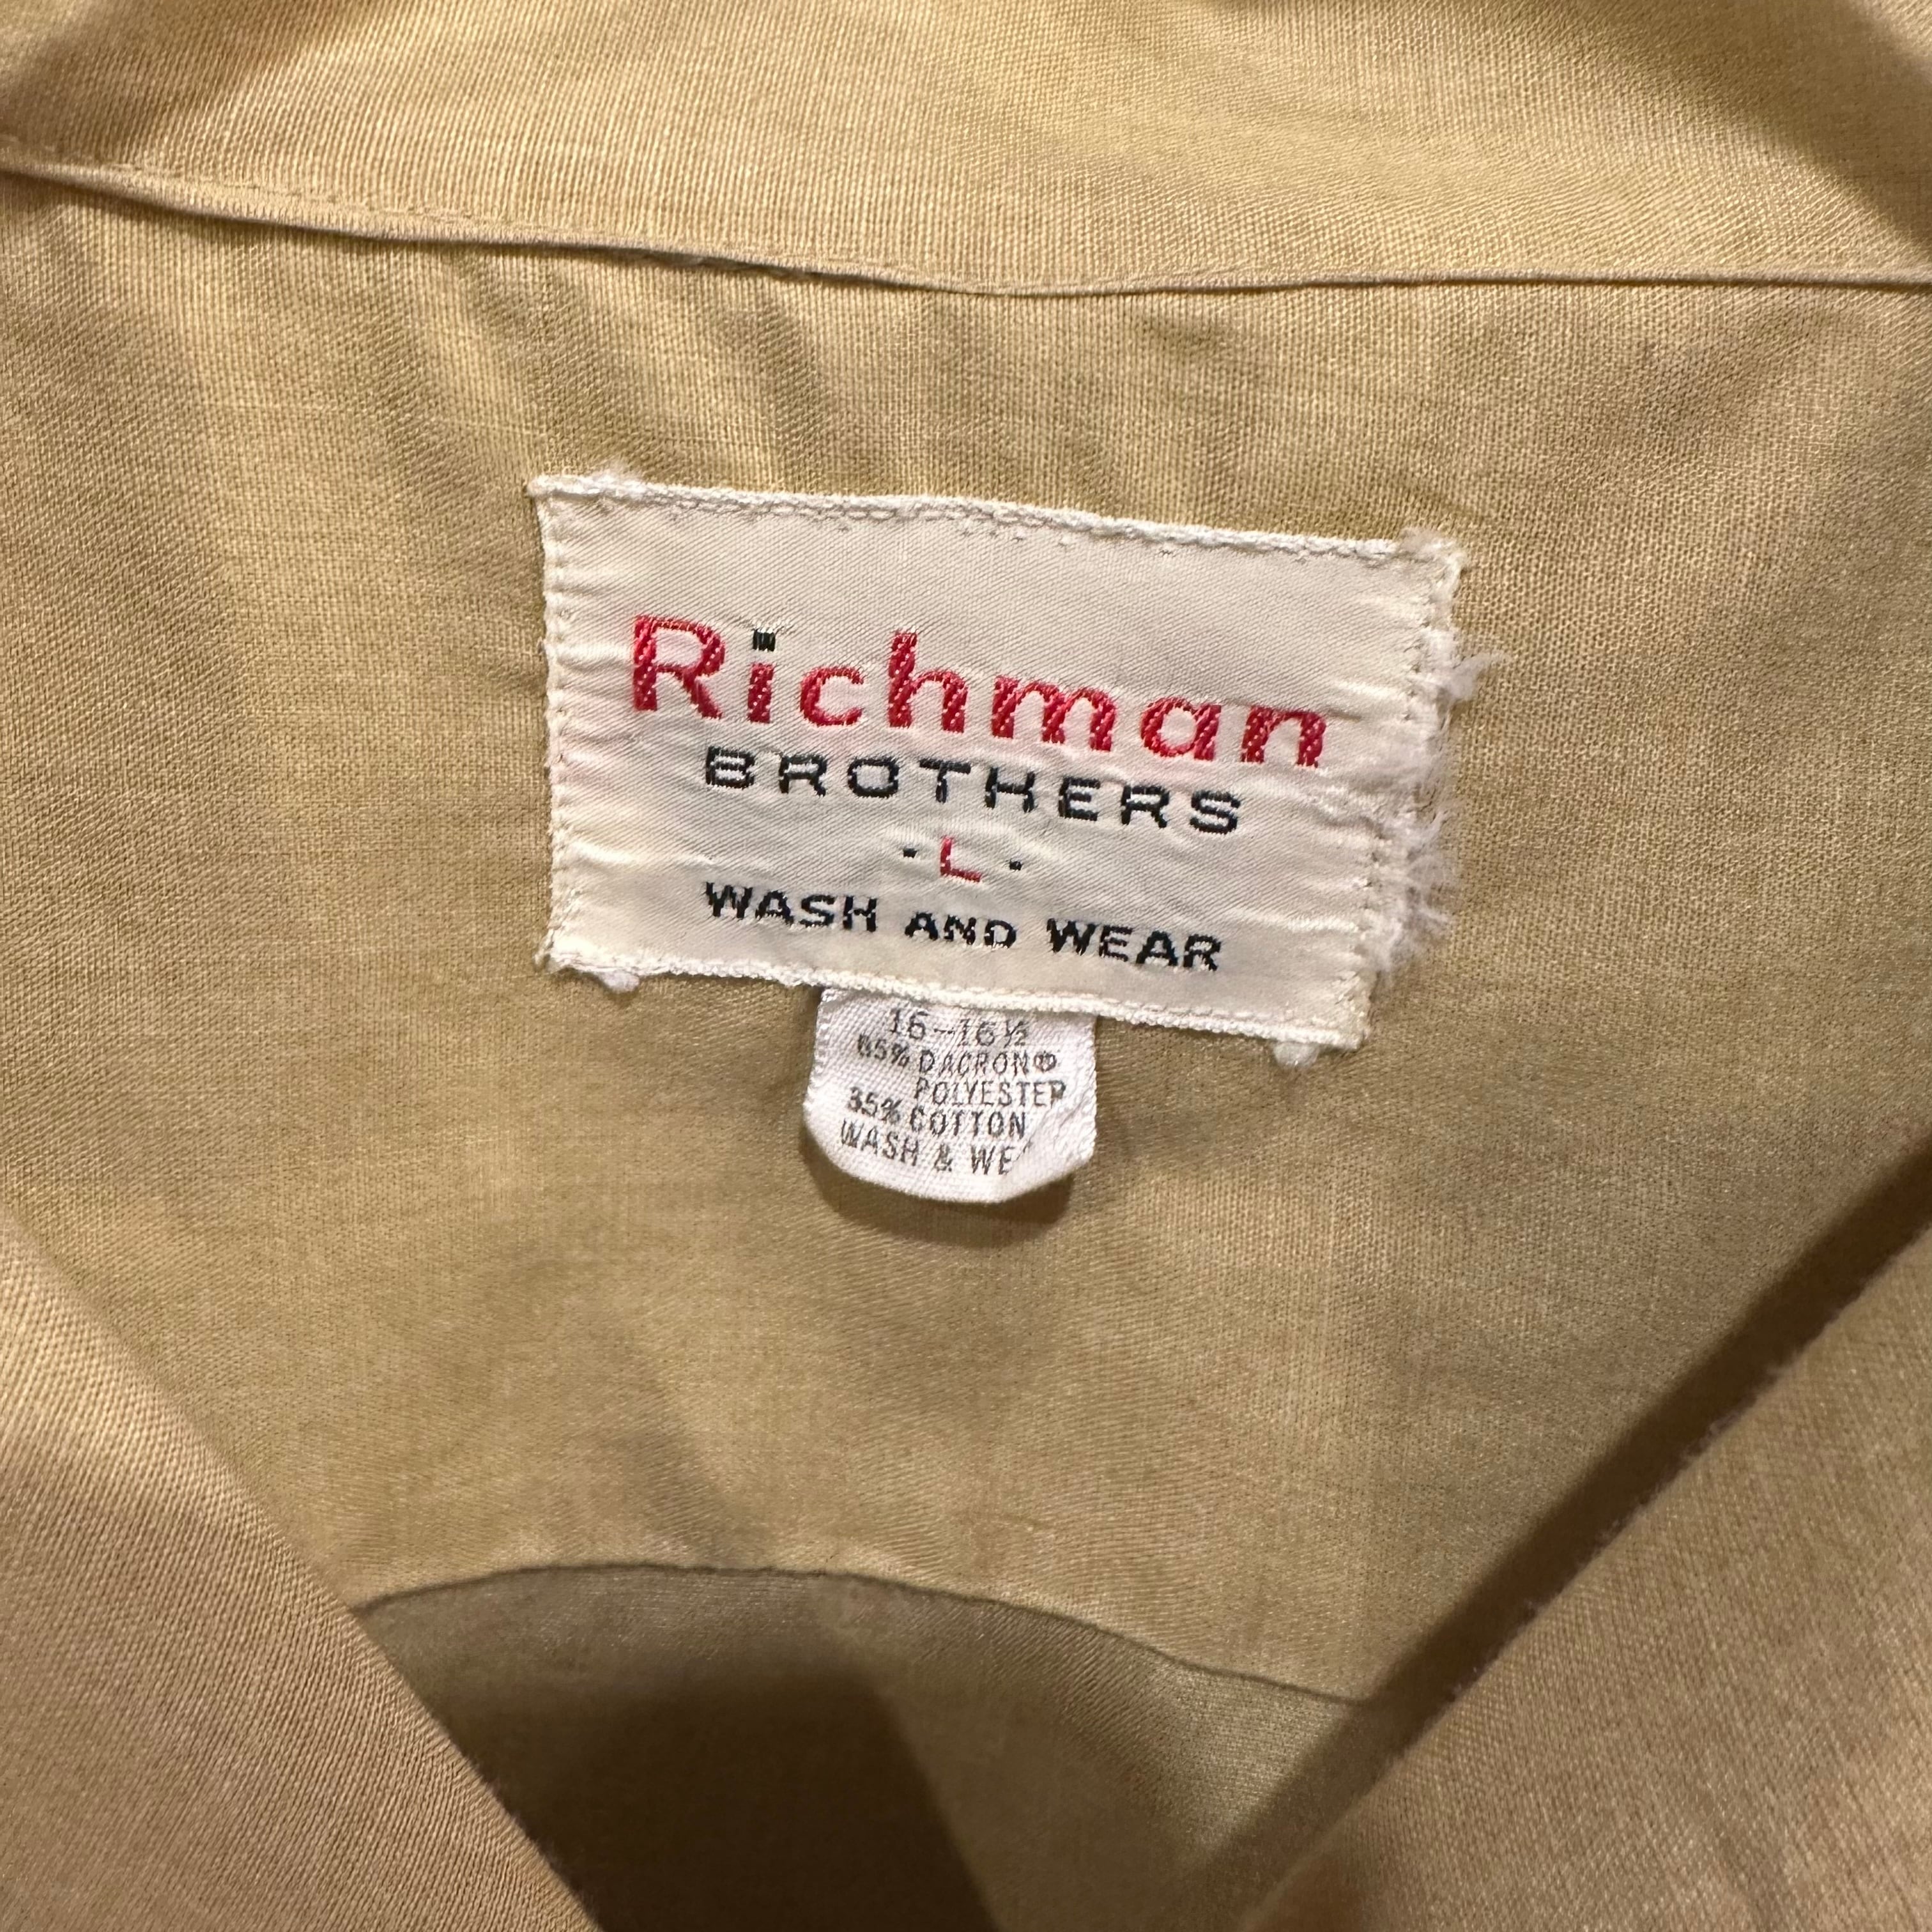 Richman
BROTHERS
- L -
WASH AND WEAR
16-16½
65% DACRON®
POLYESTER
35% COTTON
WASH & WE